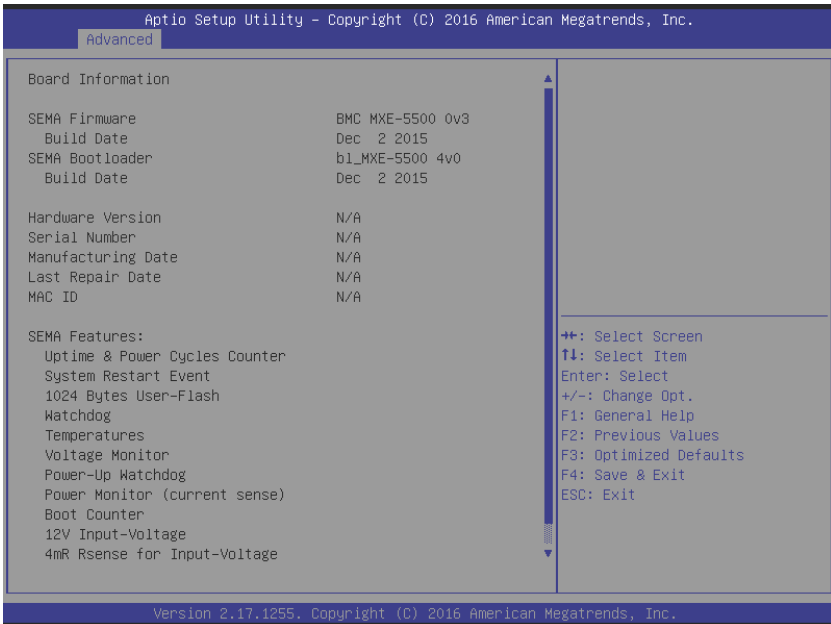 Aptio Setup Utility – Copyright (C) 2016 American Megatrends, Inc.
Advanced
Board Information
SEMA Firmware BMC MXE-5500 0v3
Build Date Dec 2 2015
SEMA Bootloader bl_MXE-5500 4v0
Build Date Dec 2 2015
Hardware Version N/A
Serial Number N/A
Manufacturing Date N/A
Last Repair Date N/A
MAC ID N/A
SEMA Features:
Uptime & Power Cycles Counter
System Restart Event
1024 Bytes User-Flash
Watchdog
Temperatures
Voltage Monitor
Power-Up Watchdog
Power Monitor (current sense)
Boot Counter
12V Input-Voltage
4mR Rsense for Input-Voltage
→←: Select Screen
↑↓: Select Item
Enter: Select
+/-: Change Opt.
F1: General Help
F2: Previous Values
F3: Optimized Defaults
F4: Save & Exit
ESC: Exit
Version 2.17.1255. Copyright (C) 2016 American Megatrends, Inc.